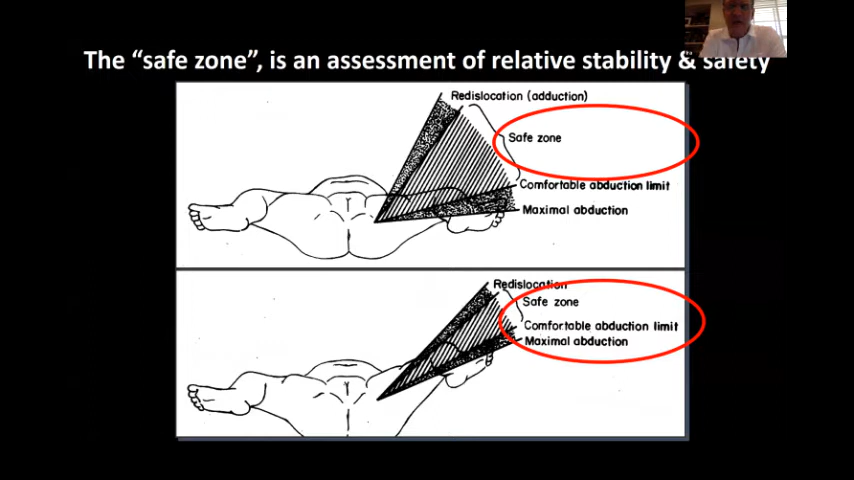 The “safe zone”, is an assessment of relative stability & safety
Redislocation (adduction)
Safe zone
Comfortable abduction limit
Maximal abduction
Redislocation
Safe zone
Comfortable abduction limit
Maximal abduction